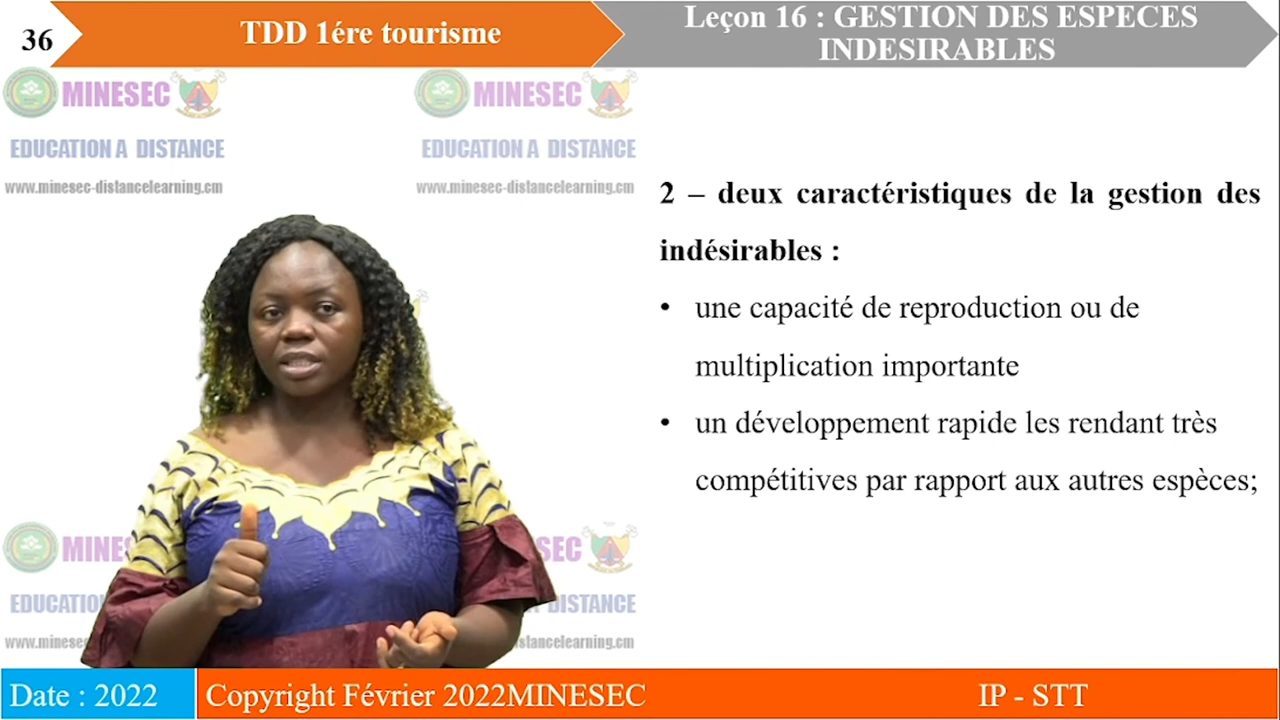 36
TDD 1ére tourisme
Leçon 16 : GESTION DES ESPECES
INDESIRABLES
MINESEC
EDUCATION A DISTANCE
www.minesec-distancelearning.cm
MINESEC
EDUCATION A DISTANCE
www.minesec-distancelearning.cm
2 – deux caractéristiques de la gestion des
indésirables :
• une capacité de reproduction ou de
multiplication importante
• un développement rapide les rendant très
compétitives par rapport aux autres espèces;
Date : 2022
Copyright Février 2022MINESEC
IP - STT